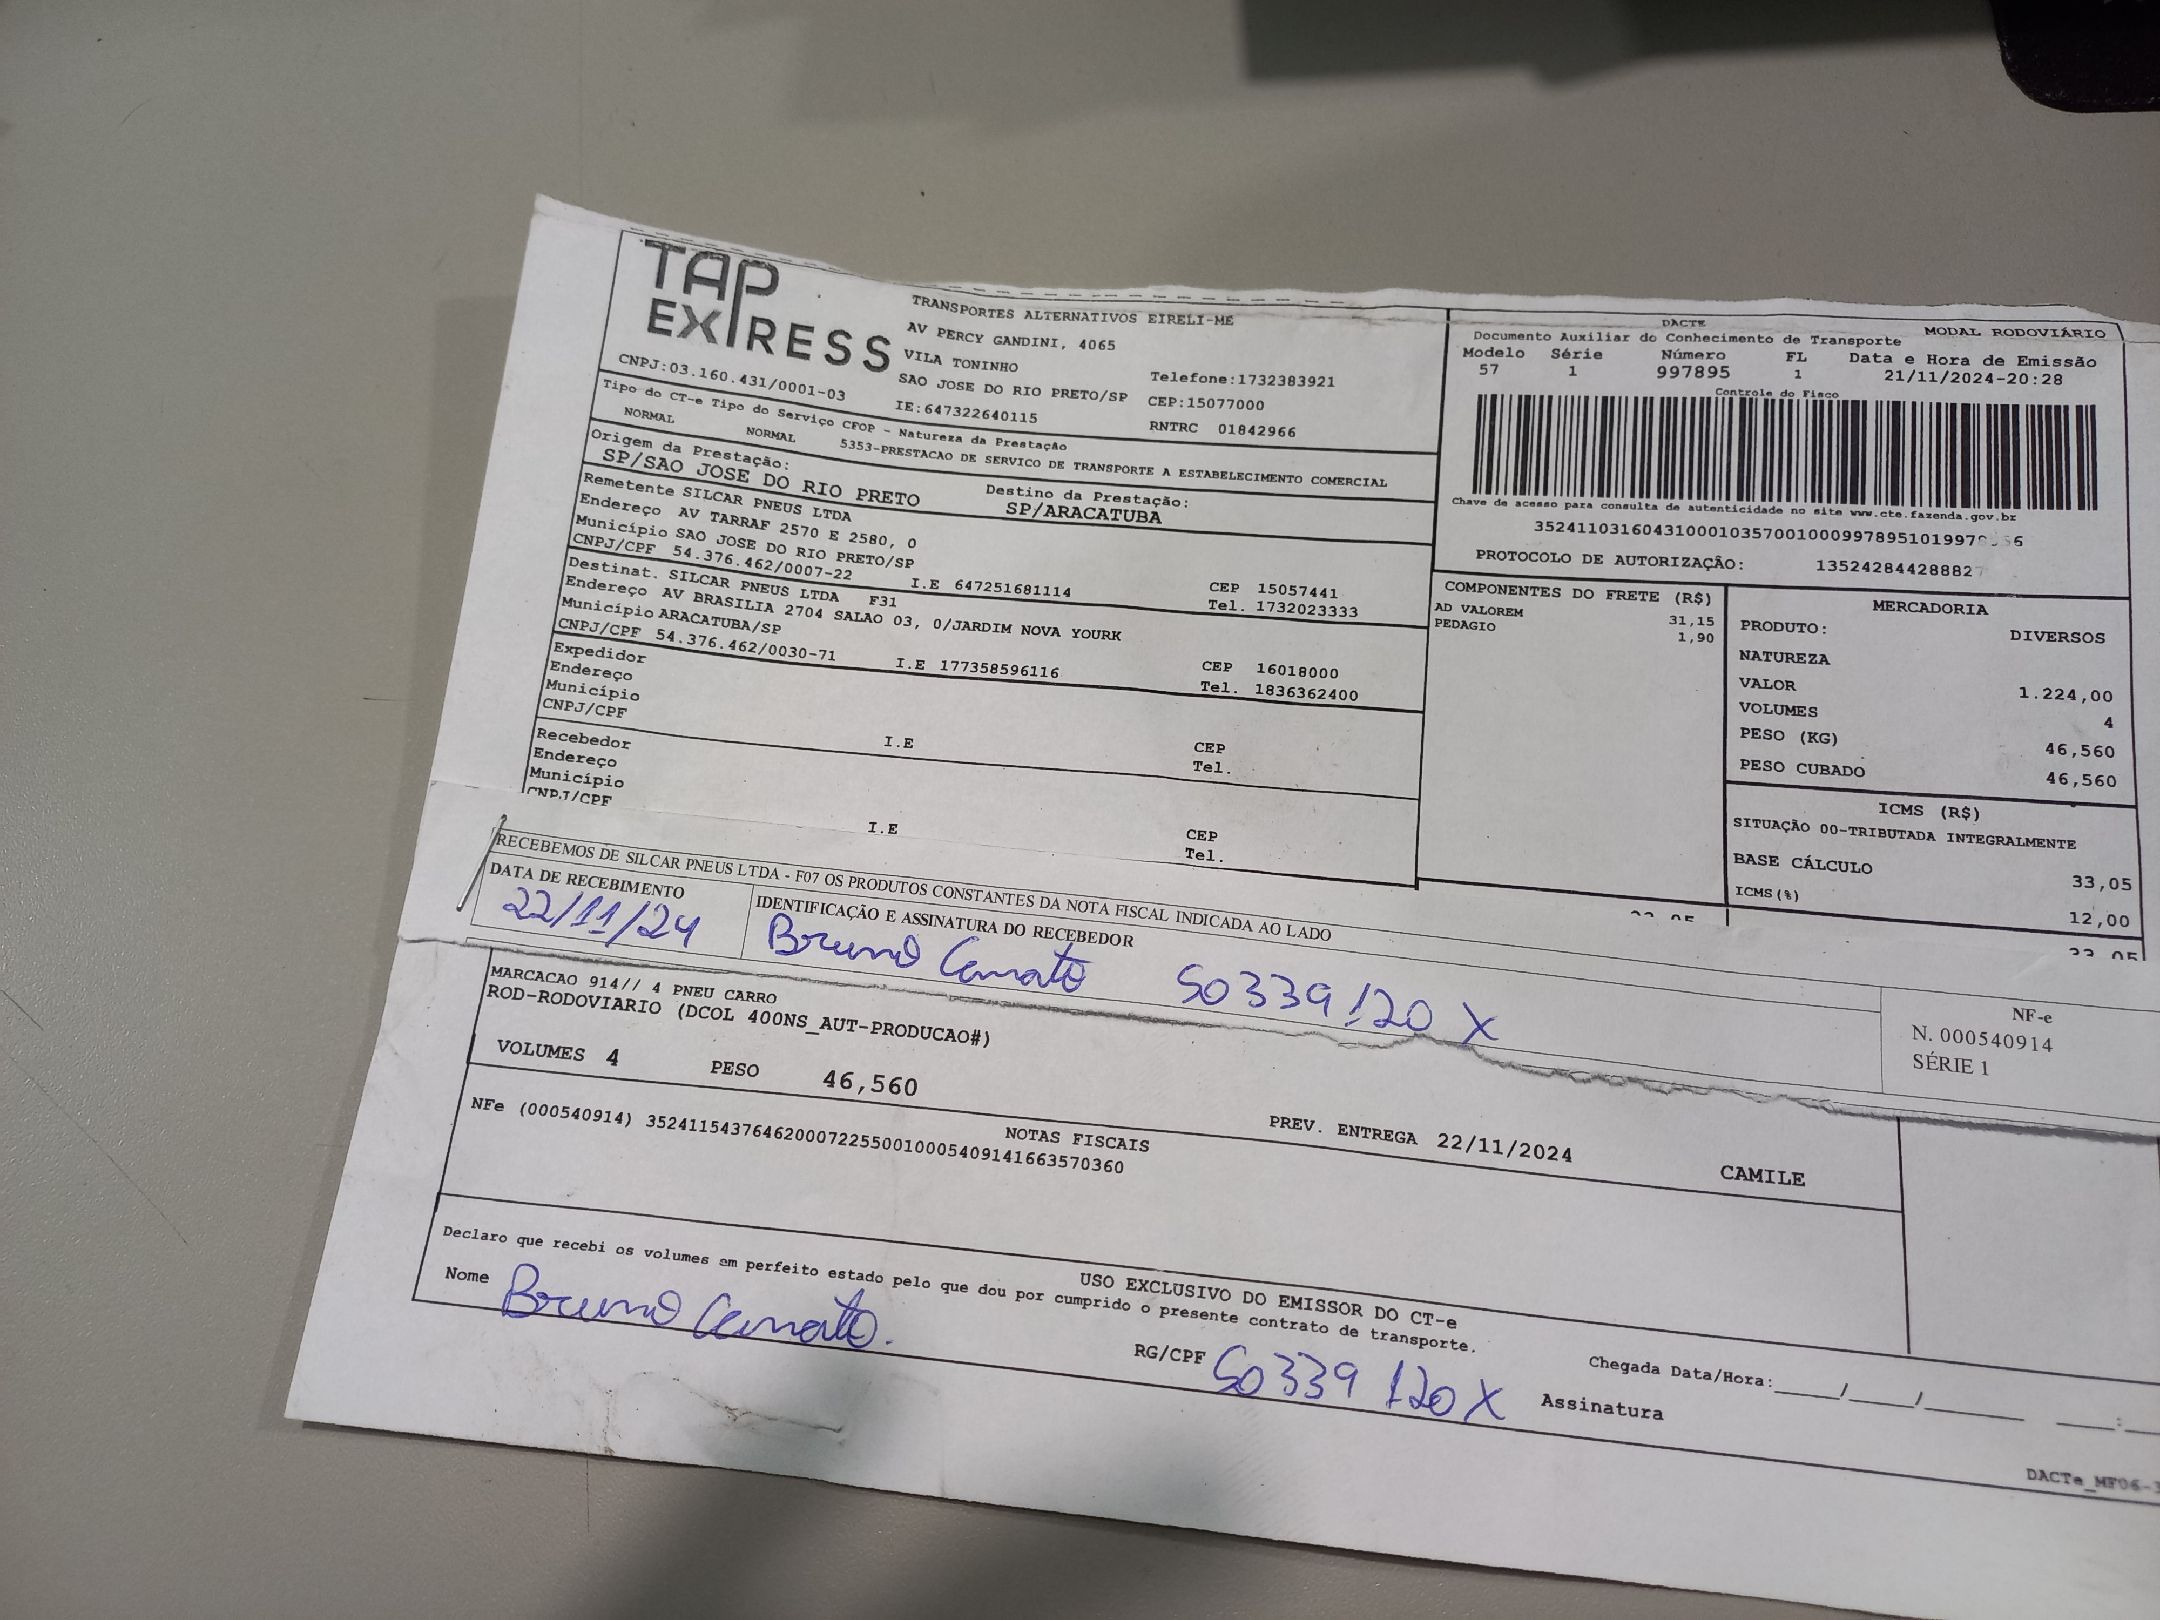 TAP
EXPRESS
TRANSPORTES ALTERNATIVOS EIRELI-ME
AV PERCY GANDINI, 4065
VILA TONINHO
SAO JOSE DO RIO PRETO/SP
IE:647322640115
Telefone:1732383921
CEP:15077000
RNTRC 01842966
CNPJ:03.160.431/0001-03
Tipo do CT-e Tipo do Serviço CFOP - Natureza da Prestação
NORMAL NORMAL 5353-PRESTACAO DE SERVICO DE TRANSPORTE A ESTABELECIMENTO COMERCIAL
Origem da Prestação: Destino da Prestação:
SP/SAO JOSE DO RIO PRETO SP/ARACATUBA
Remetente SILCAR PNEUS LTDA
Endereço AV TARRAF 2570 E 2580, 0
Município SAO JOSE DO RIO PRETO/SP CEP 15057441
CNPJ/CPF 54.376.462/0007-22 I.E 647251681114 Tel. 1732023333
Destinat. SILCAR PNEUS LTDA F31
Endereço AV BRASILIA 2704 SALAO 03, 0/JARDIM NOVA YOURK
Município ARACATUBA/SP CEP 16018000
CNPJ/CPF 54.376.462/0030-71 I.E 177358596116 Tel. 1836362400
Expedidor
Endereço
Município CEP
CNPJ/CPF I.E Tel.
Recebedor
Endereço
Município CEP
CNPJ/CPF I.E Tel.
DACTE
Documento Auxiliar do Conhecimento de Transporte MODAL RODOVIÁRIO
Modelo Série Número FL Data e Hora de Emissão
57 1 997895 1 21/11/2024-20:28
Controle do Fisco
Chave de acesso para consulta de autenticidade no site www.cte.fazenda.gov.br
PROTOCOLO DE AUTORIZAÇÃO: 135242844288827
COMPONENTES DO FRETE (R$)
AD VALOREM 31,15
PEDAGIO 1,90
MERCADORIA
PRODUTO: DIVERSOS
NATUREZA
VALOR 1.224,00
VOLUMES 4
PESO (KG) 46,560
PESO CUBADO 46,560
ICMS (R$)
SITUAÇÃO 00-TRIBUTADA INTEGRALMENTE
BASE CÁLCULO 33,05
ICMS(%) 12,00
RECEBEMOS DE SILCAR PNEUS LTDA - F07 OS PRODUTOS CONSTANTES DA NOTA FISCAL INDICADA AO LADO
DATA DE RECEBIMENTO IDENTIFICAÇÃO E ASSINATURA DO RECEBEDOR
22/11/24 Bruno Canato 50339120X
NF-e
N. 000540914
SÉRIE 1
MARCACAO 914// 4 PNEU CARRO
ROD-RODOVIARIO (DCOL 400NS_AUT-PRODUCAO#)
VOLUMES 4 PESO 46,560 PREV. ENTREGA 22/11/2024 CAMILE
NOTAS FISCAIS
NFe (000540914) 35241154376462000722550010005409141663570360
USO EXCLUSIVO DO EMISSOR DO CT-e
Declaro que recebi os volumes em perfeito estado pelo que dou por cumprido o presente contrato de transporte.
Nome Bruno Canato. RG/CPF 50339120X Assinatura
Chegada Data/Hora:____/____/____ ____:____